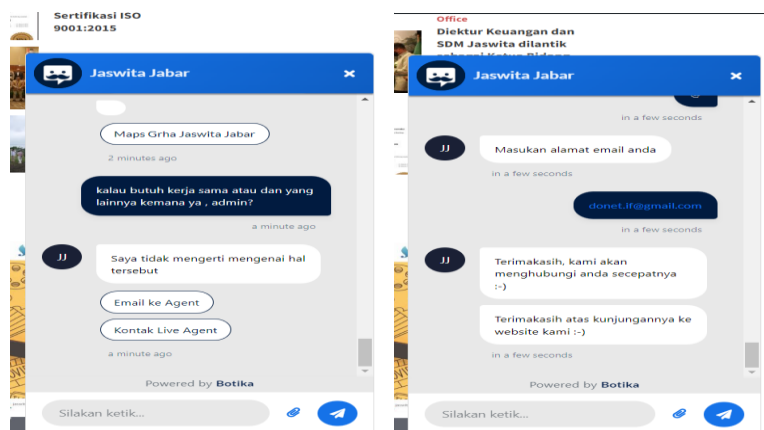 Sertifikasi ISO
9001:2015
Jaswita Jabar
×
Maps Grha Jaswita Jabar
2 minutes ago
kalau butuh kerja sama atau dan yang
lainnya kemana ya , admin?
a minute ago
JJ
Saya tidak mengerti mengenai hal
tersebut
Email ke Agent
Kontak Live Agent
a minute ago
Powered by Botika
Silakan ketik...
Office
Diektur Keuangan dan
SDM Jaswita dilantik
sebagai Ketua Bidang
Jaswita Jabar
×
in a few seconds
JJ
Masukan alamat email anda
in a few seconds
donet.if@gmail.com
in a few seconds
JJ
Terimakasih, kami akan
menghubungi anda secepatnya
:-)
Terimakasih atas kunjungannya ke
website kami :-)
in a few seconds
Powered by Botika
Silakan ketik...